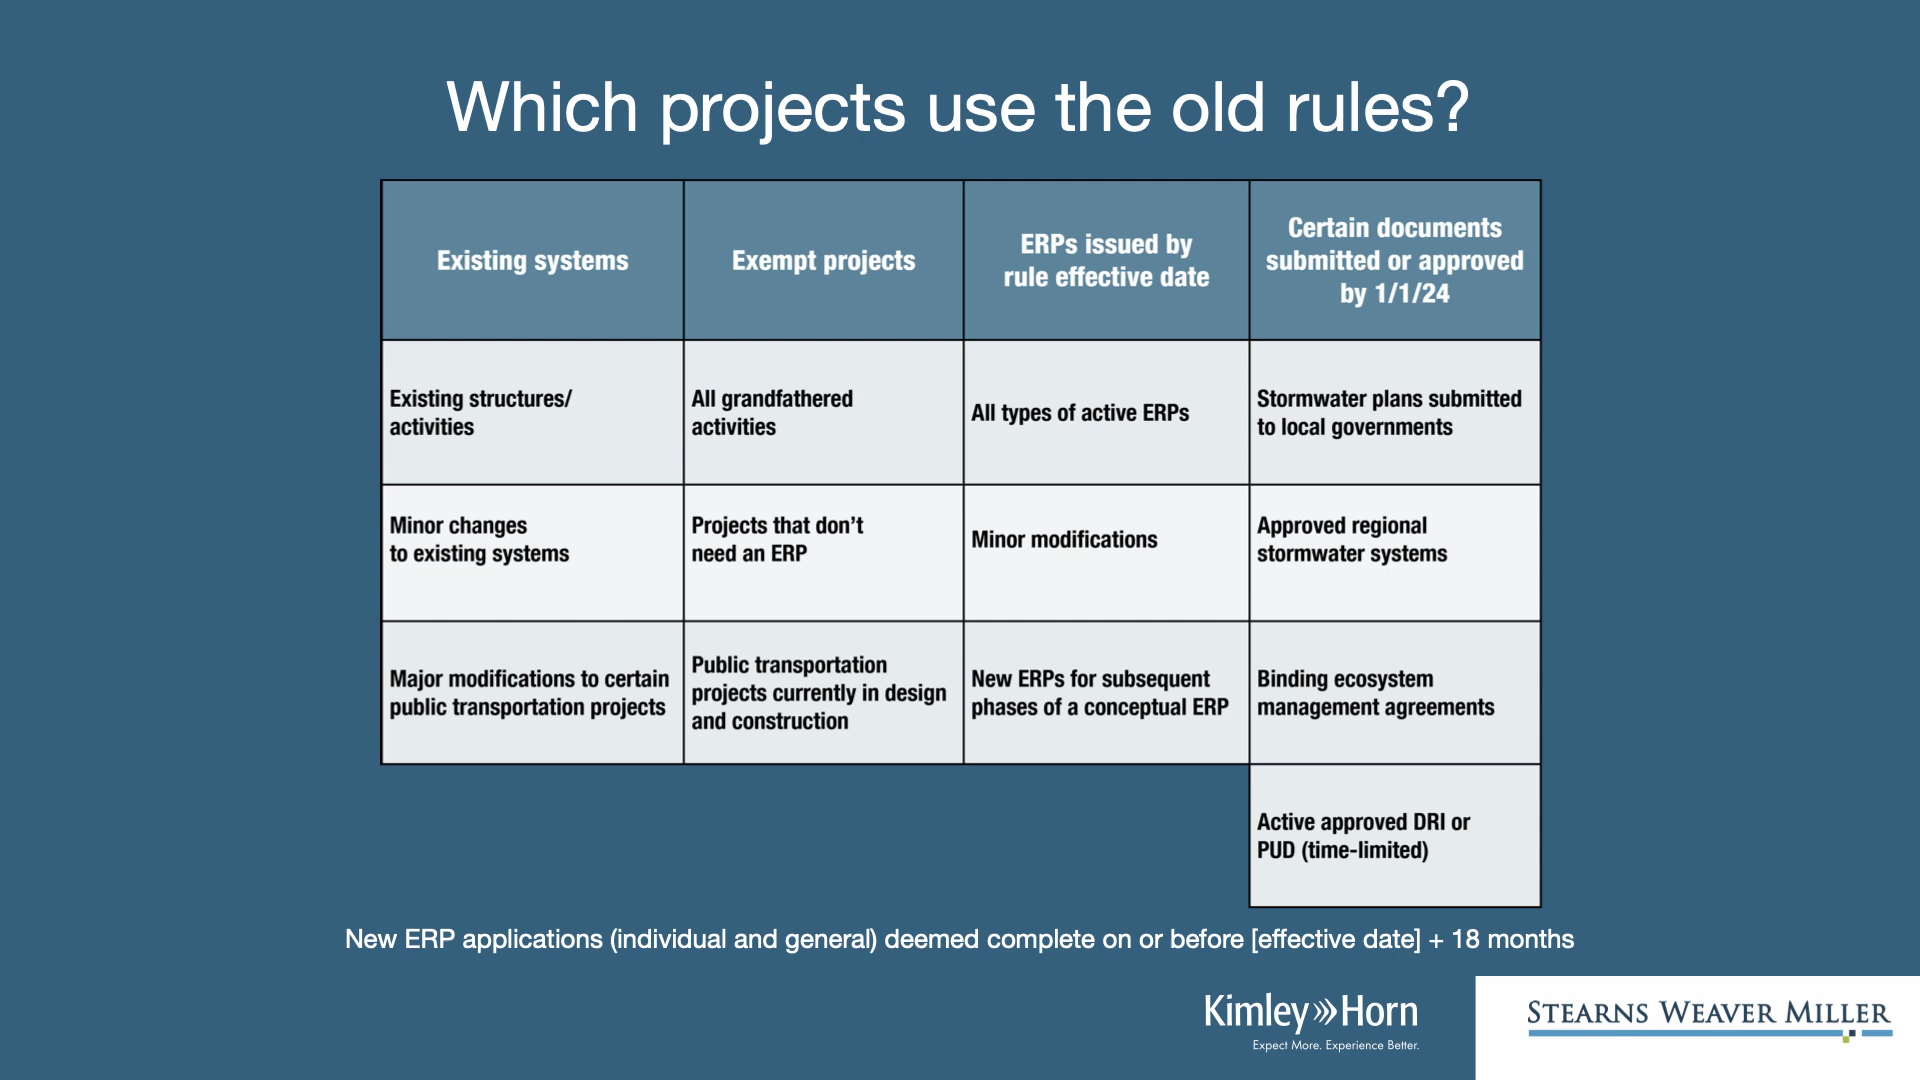 Which projects use the old rules?
Existing systems
Exempt projects
ERPs issued by
rule effective date
Certain documents
submitted or approved
by 1/1/24
Existing structures/
activities
All grandfathered
activities
All types of active ERPs
Stormwater plans submitted
to local governments
Minor changes
to existing systems
Projects that don’t
need an ERP
Minor modifications
Approved regional
stormwater systems
Major modifications to certain
public transportation projects
Public transportation
projects currently in design
and construction
New ERPs for subsequent
phases of a conceptual ERP
Binding ecosystem
management agreements
Active approved DRI or
PUD (time-limited)
New ERP applications (individual and general) deemed complete on or before [effective date] + 18 months
Kimley»Horn
Expect More. Experience Better.
STEARNS WEAVER MILLER